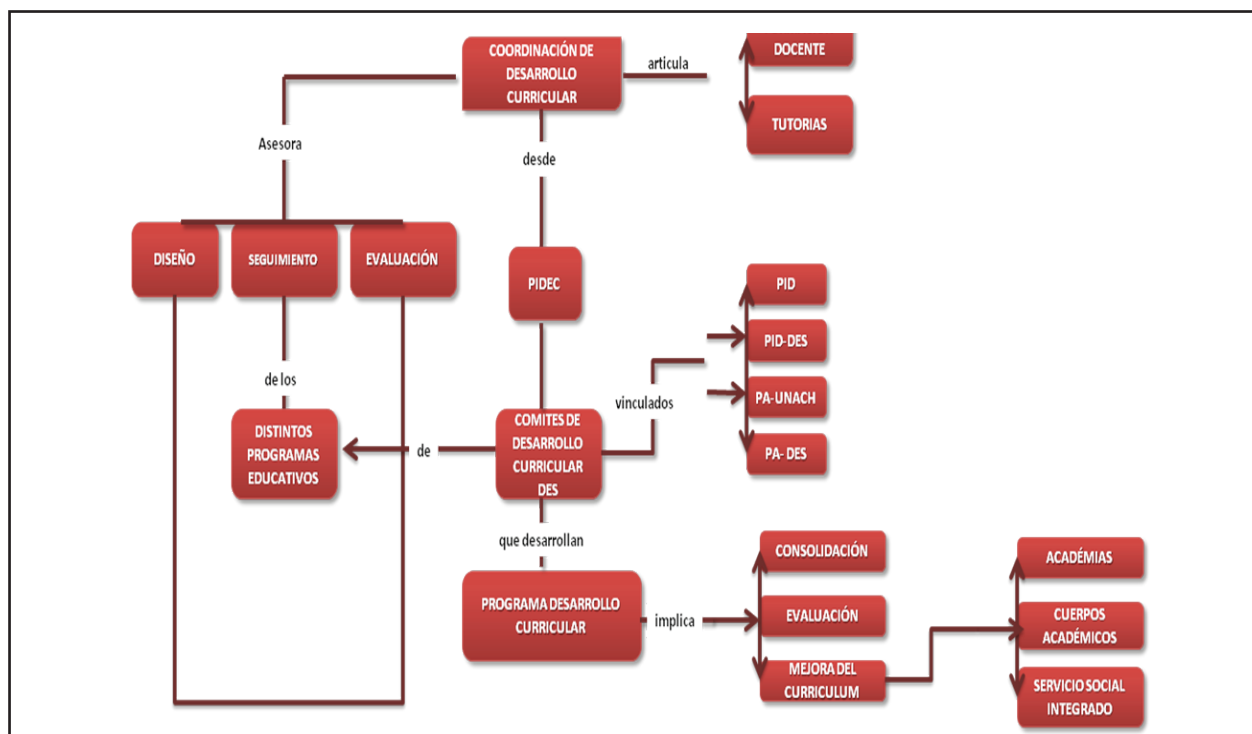 COORDINACIÓN DE
DESARROLLO
CURRICULAR
articula
DOCENTE
TUTORIAS
Asesora
desde
DISEÑO
SEGUIMIENTO
EVALUACIÓN
PIDEC
PID
PID-DES
PA-UNACH
PA- DES
de los
vinculados
DISTINTOS
PROGRAMAS
EDUCATIVOS
de
COMITES DE
DESARROLLO
CURRICULAR
DES
que desarrollan
PROGRAMA DESARROLLO
CURRICULAR
implica
CONSOLIDACIÓN
EVALUACIÓN
MEJORA DEL
CURRICULUM
ACADÉMIAS
CUERPOS
ACADÉMICOS
SERVICIO SOCIAL
INTEGRADO